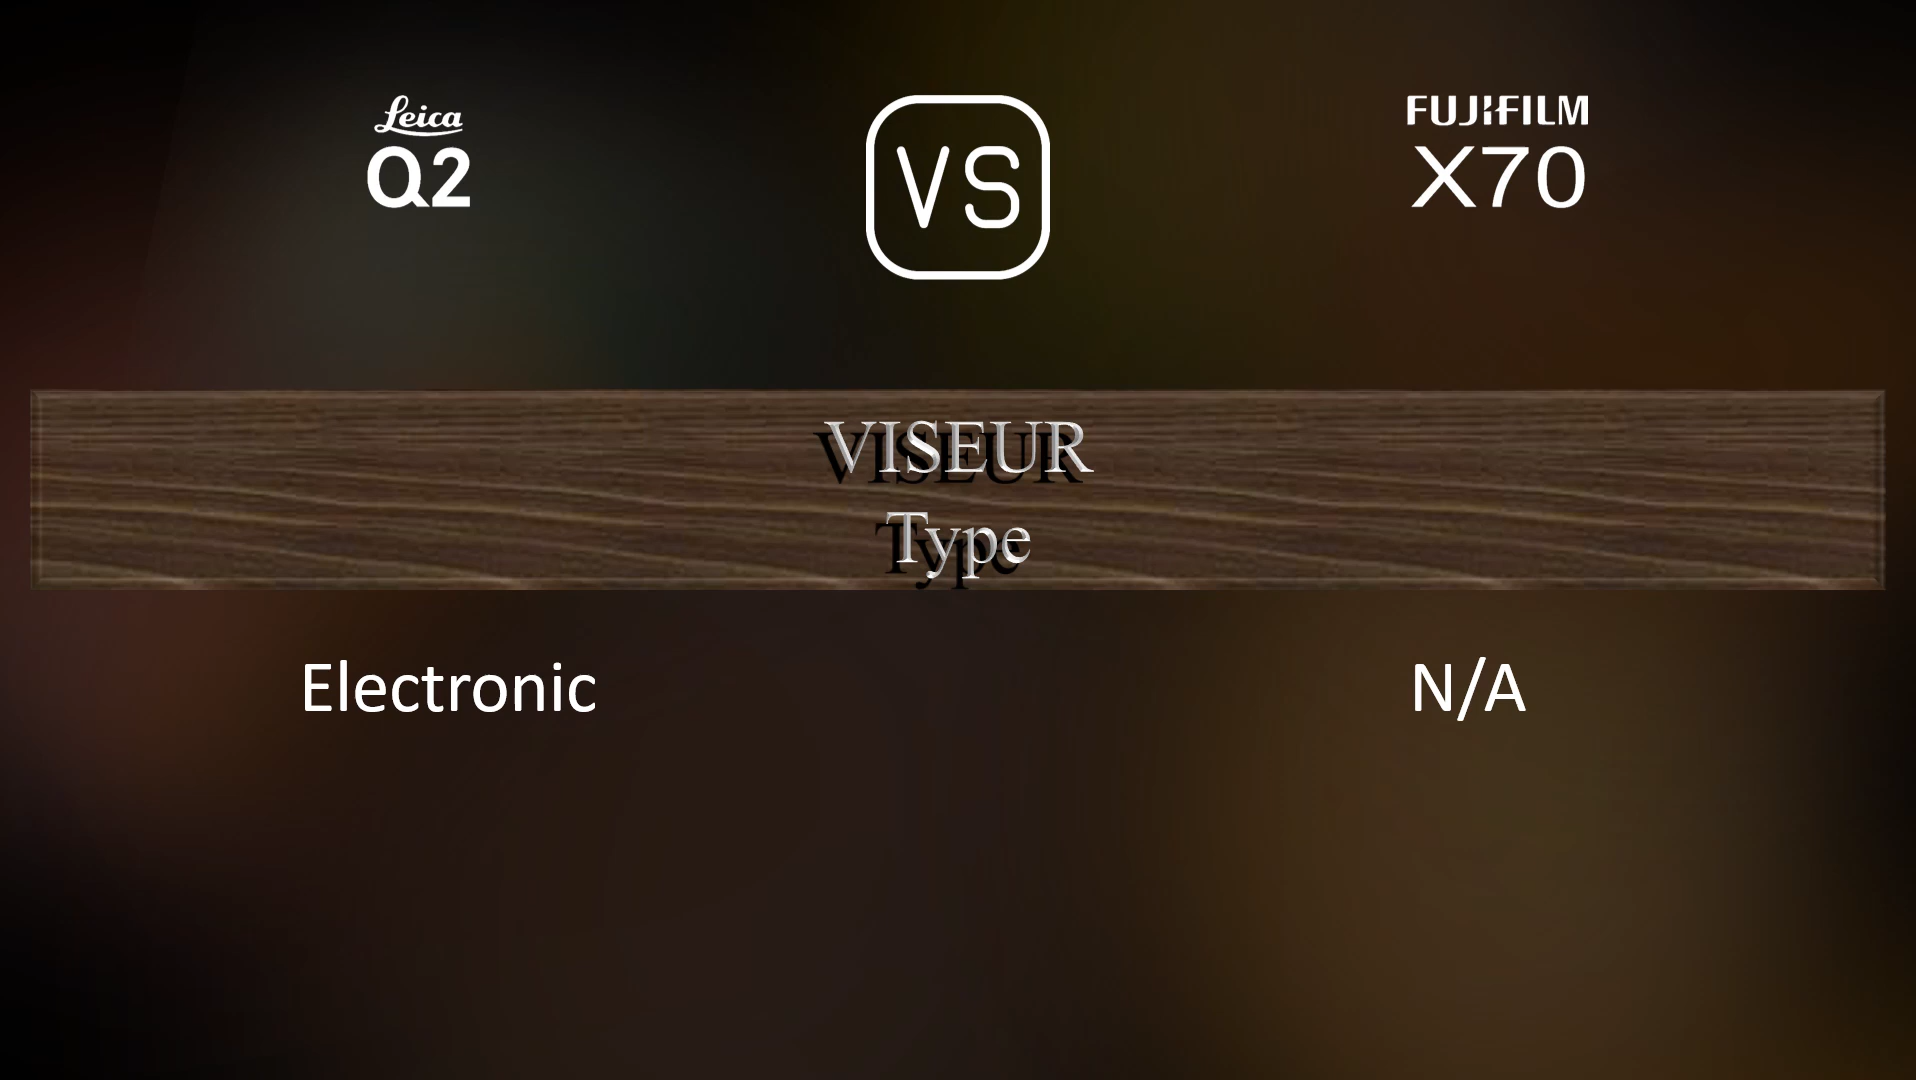 Leica
Q2
VS
FUJIFILM
X70
VISEUR
Type
Electronic
N/A